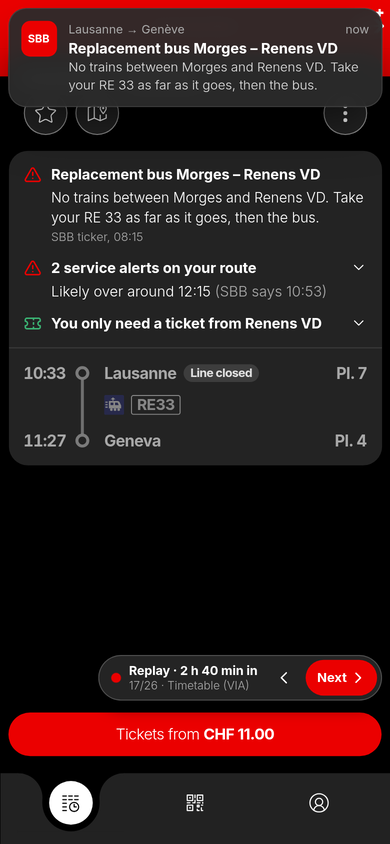 SBB
Lausanne → Genève
now
Replacement bus Morges – Renens VD
No trains between Morges and Renens VD. Take
your RE 33 as far as it goes, then the bus.
Replacement bus Morges – Renens VD
No trains between Morges and Renens VD. Take
your RE 33 as far as it goes, then the bus.
SBB ticker, 08:15
2 service alerts on your route
Likely over around 12:15 (SBB says 10:53)
You only need a ticket from Renens VD
10:33 Lausanne Line closed Pl. 7
RE33
11:27 Geneva Pl. 4
Replay · 2 h 40 min in
17/26 · Timetable (VIA)
Next
Tickets from CHF 11.00